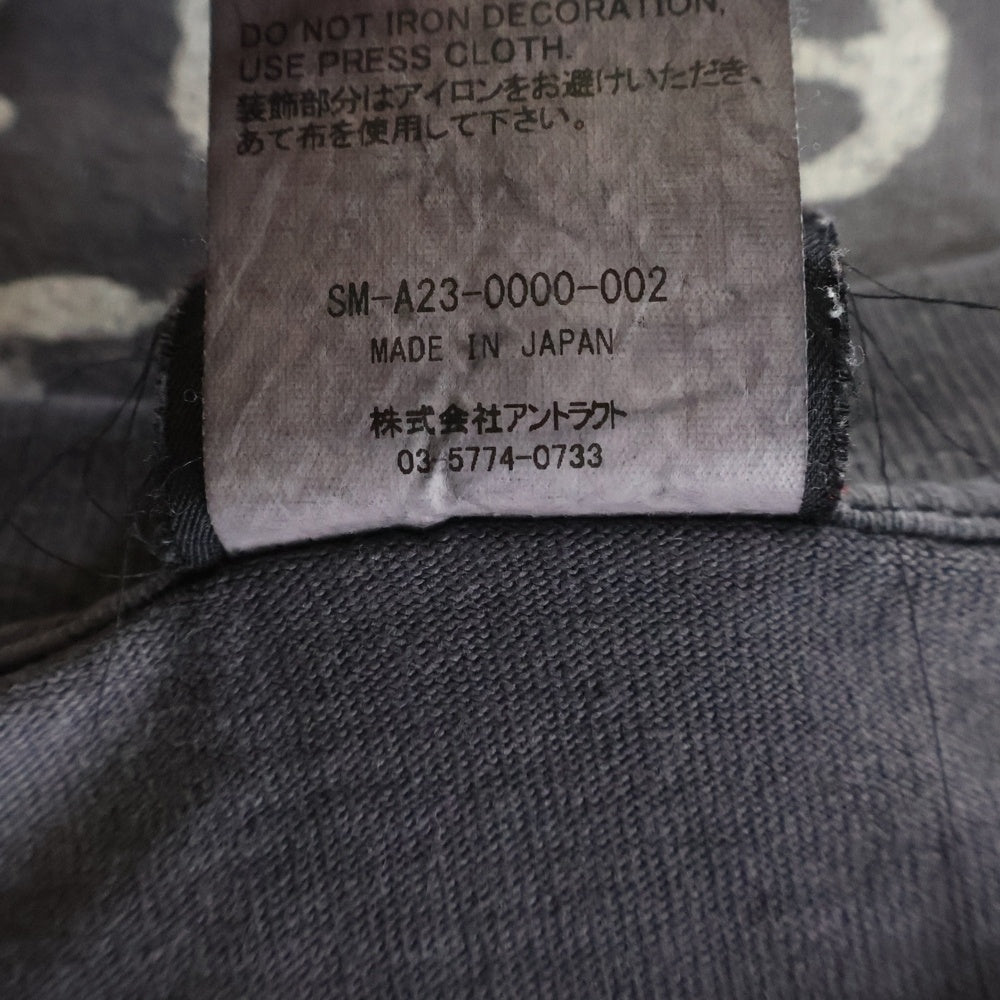 DO NOT IRON DECORATION,
USE PRESS CLOTH.
装飾部分はアイロンをお避けいただき、
あて布を使用して下さい。
SM-A23-0000-002
MADE IN JAPAN
株式会社アントラクト
03-5774-0733